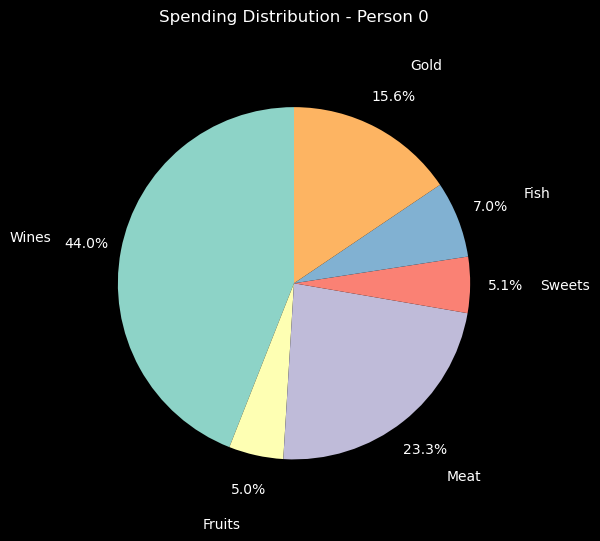 Spending Distribution - Person 0
Gold
15.6%
Fish
7.0%
Wines
44.0%
5.1%
Sweets
23.3%
Meat
5.0%
Fruits